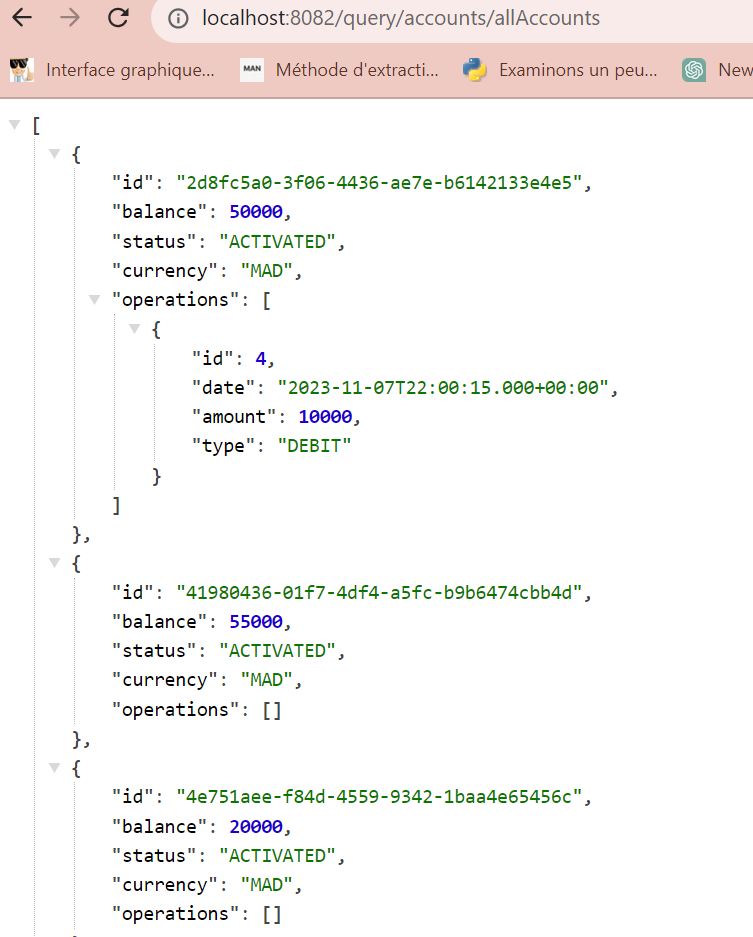 localhost:8082/query/accounts/allAccounts
Interface graphique... MAN Méthode d'extracti... Examinons un peu... New
[
{
"id": "2d8fc5a0-3f06-4436-ae7e-b6142133e4e5",
"balance": 50000,
"status": "ACTIVATED",
"currency": "MAD",
"operations": [
{
"id": 4,
"date": "2023-11-07T22:00:15.000+00:00",
"amount": 10000,
"type": "DEBIT"
}
]
},
{
"id": "41980436-01f7-4df4-a5fc-b9b6474cbb4d",
"balance": 55000,
"status": "ACTIVATED",
"currency": "MAD",
"operations": []
},
{
"id": "4e751aee-f84d-4559-9342-1baa4e65456c",
"balance": 20000,
"status": "ACTIVATED",
"currency": "MAD",
"operations": []